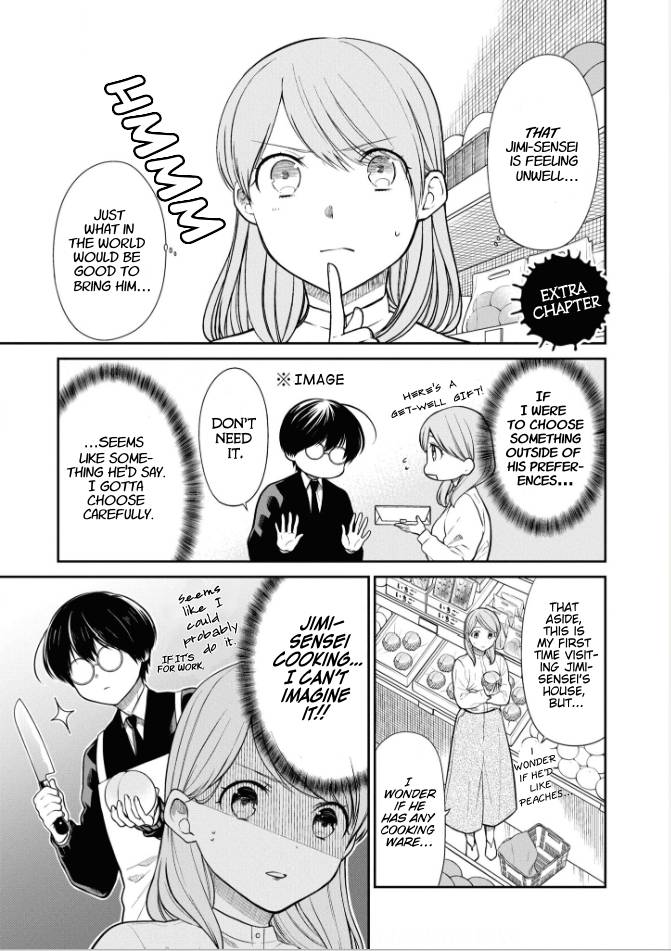 THAT
JIMI-SENSEI
IS FEELING
UNWELL...
HMMM
JUST
WHAT IN
THE WORLD
WOULD BE
GOOD TO
BRING HIM...
EXTRA
CHAPTER
IF
I WERE
TO CHOOSE
SOMETHING
OUTSIDE OF
HIS PREFER-
ENCES...
HERE'S A
GET-WELL GIFT!
※ IMAGE
DON'T
NEED IT.
...SEEMS
LIKE SOME-
THING HE'D SAY.
I GOTTA
CHOOSE
CAREFULLY.
THAT
ASIDE,
THIS IS
MY FIRST
TIME VISIT-
ING JIMI-
SENSEI'S
HOUSE,
BUT...
I
WONDER
IF HE'D
LIKE
PEACHES...
I
WONDER
IF HE
HAS ANY
COOKING
WARE...
JIMI-
SENSEI
COOKING...
I CAN'T
IMAGINE
IT!!
seems
like I
could
probably
do it.
IF IT'S
FOR WORK.